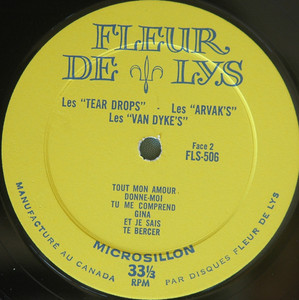 FLEUR
DE LYS
Les "TEAR DROPS" - Les "ARVAK'S"
Les "VAN DYKE'S"
Face 2
FLS-506
TOUT MON AMOUR
DONNE-MOI
TU ME COMPREND
GINA
ET JE SAIS
TE BERCER
MICROSILLON
33⅓
RPM
MANUFACTURÉ AU CANADA
PAR DISQUES FLEUR DE LYS